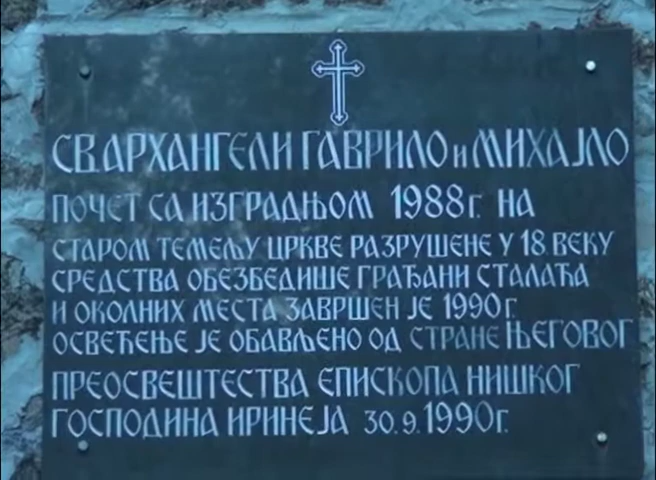 СВ.АРХАНГЕЛИ ГАВРИЛО и МИХАЈЛО
ПОЧЕТ СА ИЗГРАДЊОМ 1988г. НА
СТАРОМ ТЕМЕЉУ ЦРКВЕ РАЗРУШЕНЕ У 18. ВЕКУ
СРЕДСТВА ОБЕЗБЕДИШЕ ГРАЂАНИ СТАЛАЋА
И ОКОЛНИХ МЕСТА ЗАВРШЕН ЈЕ 1990г.
ОСВЕЋЕЊЕ ЈЕ ОБАВЉЕНО ОД СТРАНЕ ЊЕГОВОГ
ПРЕОСВЕШТЕСТВА ЕПИСКОПА НИШКОГ
ГОСПОДИНА ИРИНЕЈА 30.9.1990г.